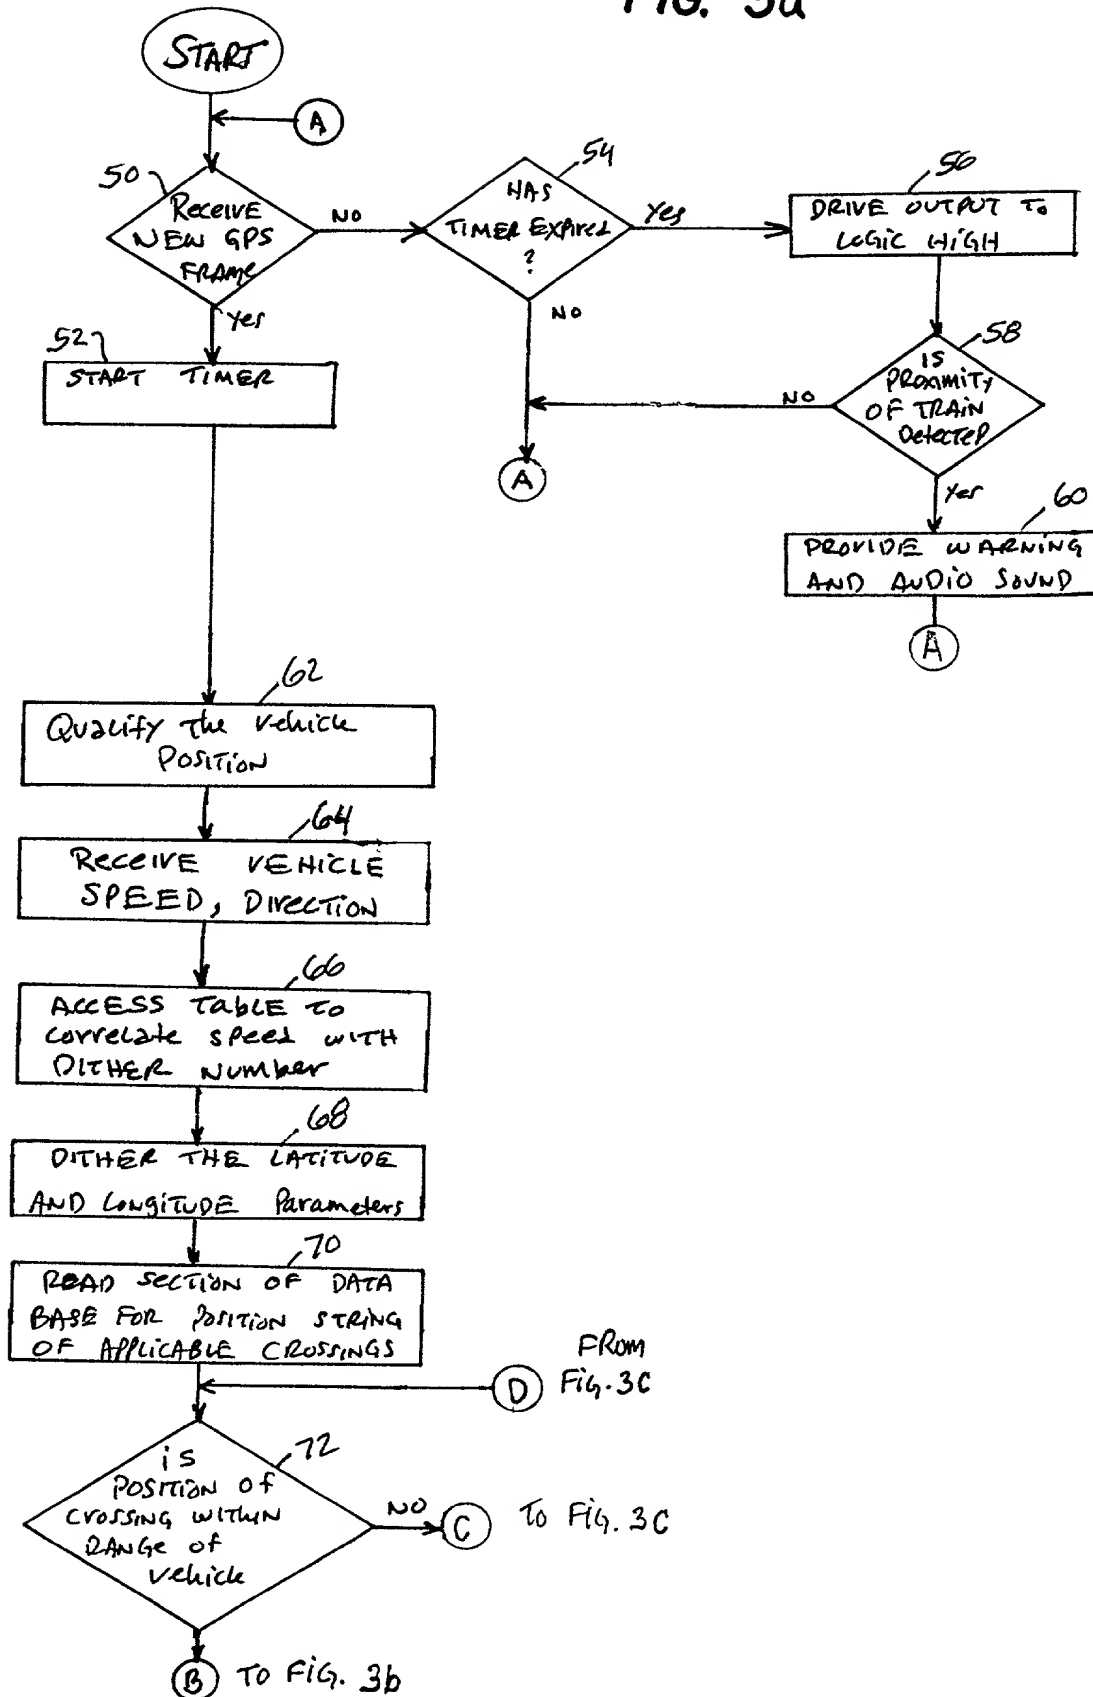 FIG. 3a
START
A
50
Receive
NEW GPS
FRAME
NO
Yes
54
HAS
TIMER Expired
?
Yes
NO
56
DRIVE OUTPUT TO
LOGIC HIGH
52
START TIMER
58
IS
PROXIMITY
OF TRAIN
Detected
NO
Yes
A
60
PROVIDE WARNING
AND AUDIO SOUND
A
62
Qualify the Vehicle
POSITION
64
RECEIVE VEHICLE
SPEED, DIRECTION
66
ACCESS TABLE TO
Correlate speed with
DITHER Number
68
DITHER THE LATITUDE
AND LONGITUDE Parameters
70
READ SECTION OF DATA
BASE FOR POSITION STRING
OF APPLICABLE CROSSINGS
FROM
D Fig. 3C
72
is
POSITION of
CROSSING WITHIN
RANGE of
vehicle
NO
C To Fig. 3C
B TO FIG. 3b